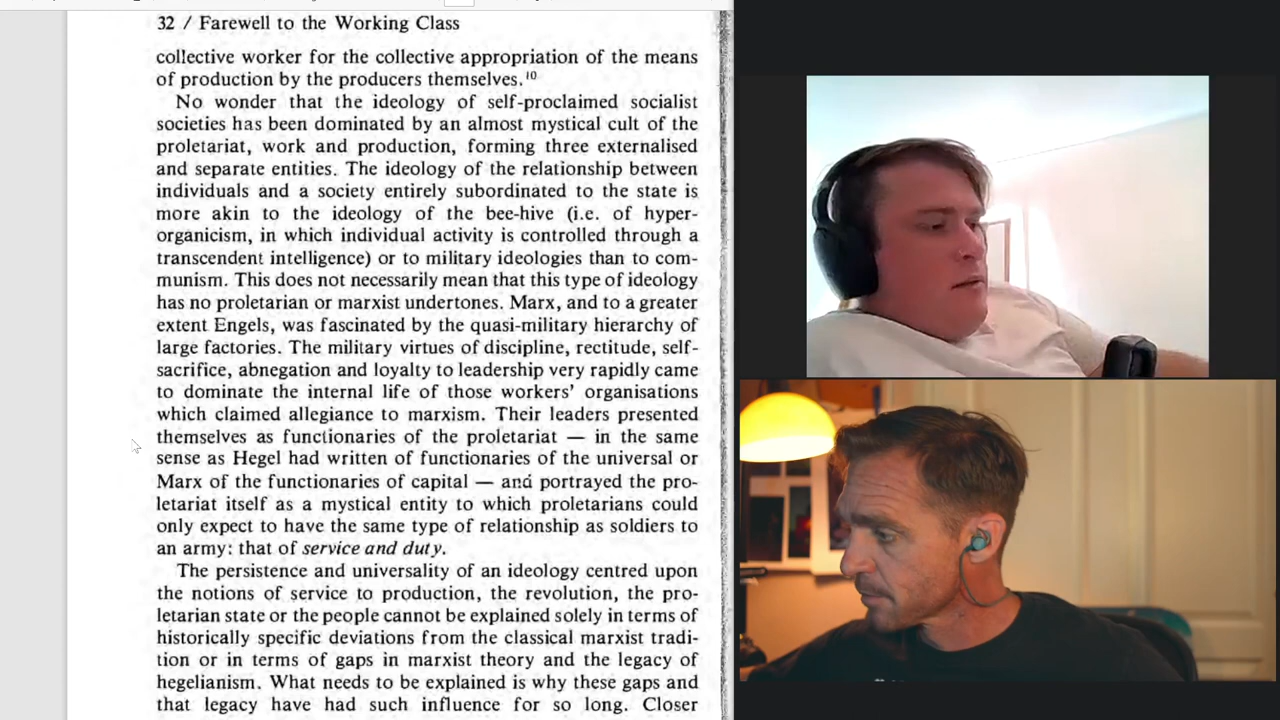 32 / Farewell to the Working Class
collective worker for the collective appropriation of the means
of production by the producers themselves.¹⁰
No wonder that the ideology of self-proclaimed socialist
societies has been dominated by an almost mystical cult of the
proletariat, work and production, forming three externalised
and separate entities. The ideology of the relationship between
individuals and a society entirely subordinated to the state is
more akin to the ideology of the bee-hive (i.e. of hyper-
organicism, in which individual activity is controlled through a
transcendent intelligence) or to military ideologies than to com-
munism. This does not necessarily mean that this type of ideology
has no proletarian or marxist undertones. Marx, and to a greater
extent Engels, was fascinated by the quasi-military hierarchy of
large factories. The military virtues of discipline, rectitude, self-
sacrifice, abnegation and loyalty to leadership very rapidly came
to dominate the internal life of those workers' organisations
which claimed allegiance to marxism. Their leaders presented
themselves as functionaries of the proletariat — in the same
sense as Hegel had written of functionaries of the universal or
Marx of the functionaries of capital — and portrayed the pro-
letariat itself as a mystical entity to which proletarians could
only expect to have the same type of relationship as soldiers to
an army: that of service and duty.
The persistence and universality of an ideology centred upon
the notions of service to production, the revolution, the pro-
letarian state or the people cannot be explained solely in terms of
historically specific deviations from the classical marxist tradi-
tion or in terms of gaps in marxist theory and the legacy of
hegelianism. What needs to be explained is why these gaps and
that legacy have had such influence for so long. Closer